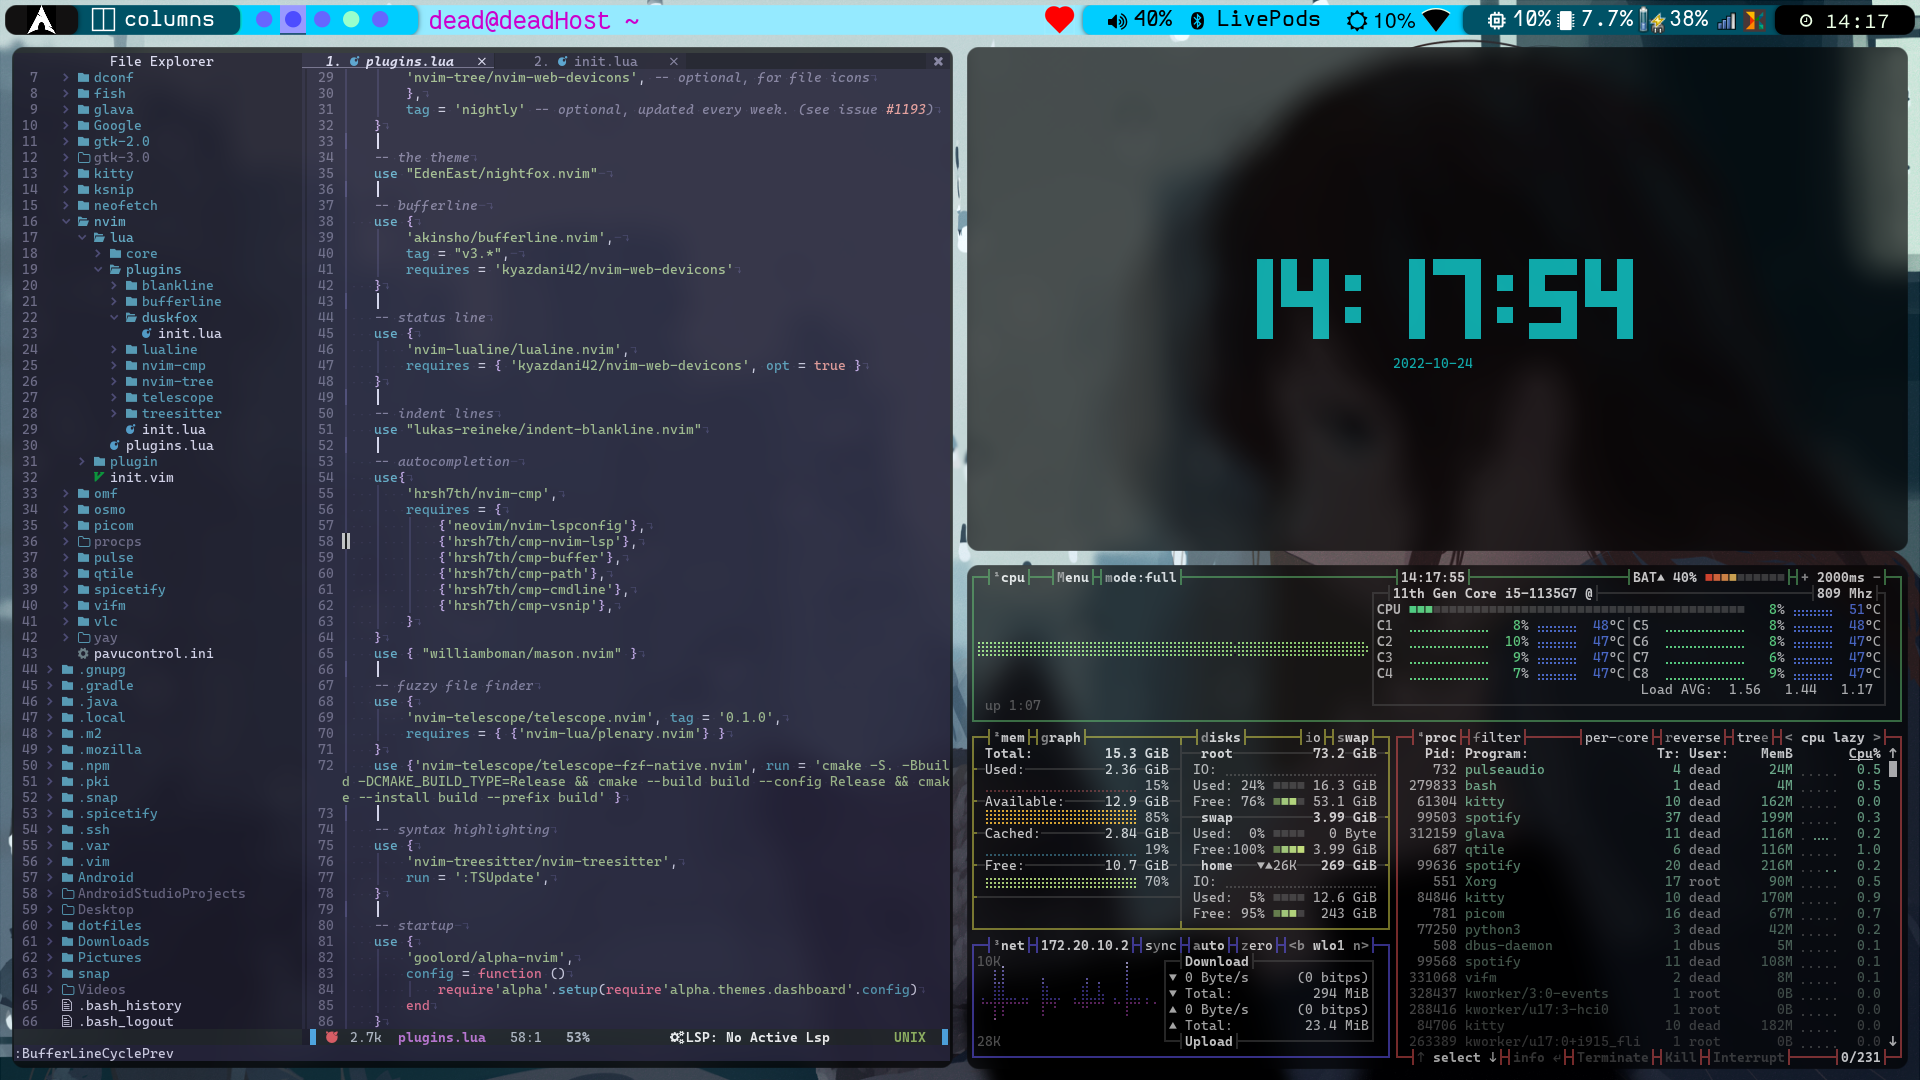 columns
dead@deadHost ~
40% LivePods 10% 10% 7.7% 38% 14:17
File Explorer
7 dconf
8 fish
9 glava
10 Google
11 gtk-2.0
12 gtk-3.0
13 kitty
14 ksnip
15 neofetch
16 nvim
17 lua
18 core
19 plugins
20 blankline
21 bufferline
22 duskfox
23 init.lua
24 lualine
25 nvim-cmp
26 nvim-tree
27 telescope
28 treesitter
29 init.lua
30 plugins.lua
31 plugin
32 init.vim
33 omf
34 osmo
35 picom
36 procps
37 pulse
38 qtile
39 spicetify
40 vifm
41 vlc
42 yay
43 pavucontrol.ini
44 .gnupg
45 .gradle
46 .java
47 .local
48 .m2
49 .mozilla
50 .npm
51 .pki
52 .snap
53 .spicetify
54 .ssh
55 .var
56 .vim
57 Android
58 AndroidStudioProjects
59 Desktop
60 dotfiles
61 Downloads
62 Pictures
63 snap
64 Videos
65 .bash_history
66 .bash_logout
1. plugins.lua × 2. init.lua ×
29 'nvim-tree/nvim-web-devicons', -- optional, for file icons
30 },
31 tag = 'nightly' -- optional, updated every week. (see issue #1193)
32 }
33
34 -- the theme
35 use "EdenEast/nightfox.nvim"
36
37 -- bufferline
38 use {
39 'akinsho/bufferline.nvim',
40 tag = "v3.*",
41 requires = 'kyazdani42/nvim-web-devicons'
42 }
43
44 -- status line
45 use {
46 'nvim-lualine/lualine.nvim',
47 requires = { 'kyazdani42/nvim-web-devicons', opt = true }
48 }
49
50 -- indent lines
51 use "lukas-reineke/indent-blankline.nvim"
52
53 -- autocompletion
54 use{
55 'hrsh7th/nvim-cmp',
56 requires = {
57 {'neovim/nvim-lspconfig'},
58 {'hrsh7th/cmp-nvim-lsp'},
59 {'hrsh7th/cmp-buffer'},
60 {'hrsh7th/cmp-path'},
61 {'hrsh7th/cmp-cmdline'},
62 {'hrsh7th/cmp-vsnip'},
63 }
64 }
65 use { "williamboman/mason.nvim" }
66
67 -- fuzzy file finder
68 use {
69 'nvim-telescope/telescope.nvim', tag = '0.1.0',
70 requires = { {'nvim-lua/plenary.nvim'} }
71 }
72 use {'nvim-telescope/telescope-fzf-native.nvim', run = 'cmake -S. -Bbuil
d -DCMAKE_BUILD_TYPE=Release && cmake --build build --config Release && cmak
e --install build --prefix build' }
73
74 -- syntax highlighting
75 use {
76 'nvim-treesitter/nvim-treesitter',
77 run = ':TSUpdate',
78 }
79
80 -- startup
81 use {
82 'goolord/alpha-nvim',
83 config = function ()
84 require'alpha'.setup(require'alpha.themes.dashboard'.config)
85 end
86 }
2.7k plugins.lua 58:1 53% LSP: No Active Lsp UNIX
:BufferLineCyclePrev
14:17:54
2022-10-24
¹cpu Menu mode:full 14:17:55 BAT▲ 40% + 2000ms -
11th Gen Core i5-1135G7 @ 809 Mhz
CPU 8% 51°C
C1 8% 48°C C5 8% 48°C
C2 10% 47°C C6 8% 47°C
C3 9% 47°C C7 6% 47°C
C4 7% 47°C C8 9% 47°C
Load AVG: 1.56 1.44 1.17
up 1:07
²mem graph
Total: 15.3 GiB
Used: 2.36 GiB
15%
Available: 12.9 GiB
85%
Cached: 2.84 GiB
19%
Free: 10.7 GiB
70%
disks io swap
root 73.2 GiB
IO:
Used: 24% 16.3 GiB
Free: 76% 53.1 GiB
swap 3.99 GiB
Used: 0% 0 Byte
Free:100% 3.99 GiB
home ▼▲26K 269 GiB
IO:
Used: 5% 12.6 GiB
Free: 95% 243 GiB
³net 172.20.10.2 sync auto zero <b wlo1 n>
10K
Download
▼ 0 Byte/s (0 bitps)
▼ Total: 294 MiB
▲ 0 Byte/s (0 bitps)
▲ Total: 23.4 MiB
28K Upload
⁴proc filter per-core reverse tree < cpu lazy >
Pid: Program: Tr: User: MemB Cpu% ↑
732 pulseaudio 4 dead 24M 0.5
279833 bash 1 dead 4M 0.5
61304 kitty 10 dead 162M 0.0
99503 spotify 37 dead 199M 0.3
312159 glava 11 dead 116M 0.2
687 qtile 6 dead 116M 1.0
99636 spotify 20 dead 216M 0.2
551 Xorg 17 root 90M 0.5
84846 kitty 10 dead 170M 0.9
781 picom 16 dead 67M 0.7
77250 python3 3 dead 42M 0.2
508 dbus-daemon 1 dbus 5M 0.1
99568 spotify 11 dead 108M 0.1
331068 vifm 2 dead 8M 0.1
328437 kworker/3:0-events 1 root 0B 0.0
288416 kworker/u17:3-hci0 1 root 0B 0.0
84706 kitty 10 dead 182M 0.0
263389 kworker/u17:0+i915_fli 1 root 0B 0.0 ↓
↑ select ↓ info ↵ Terminate Kill Interrupt 0/231